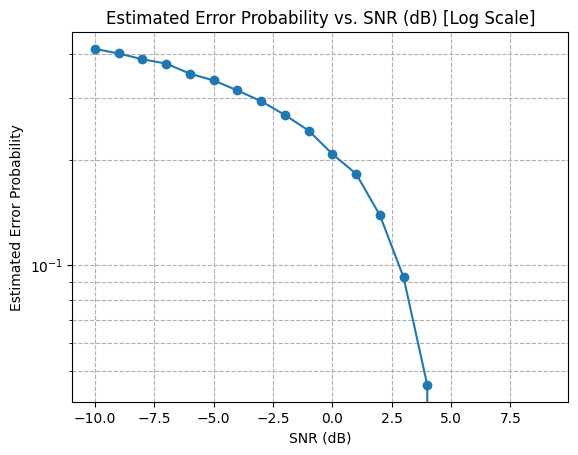 Estimated Error Probability vs. SNR (dB) [Log Scale]
Estimated Error Probability
10⁻¹
−10.0 −7.5 −5.0 −2.5 0.0 2.5 5.0 7.5
SNR (dB)